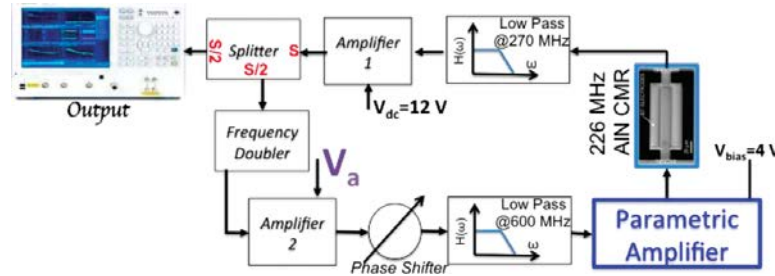 Output
S/2
Splitter
S
S/2
Amplifier
1
V_dc=12 V
Low Pass
@270 MHz
H(ω)
ω
226 MHz
AlN CMR
V_bias=4 V
Frequency
Doubler
V_a
Amplifier
2
Phase Shifter
Low Pass
@600 MHz
H(ω)
ω
Parametric
Amplifier